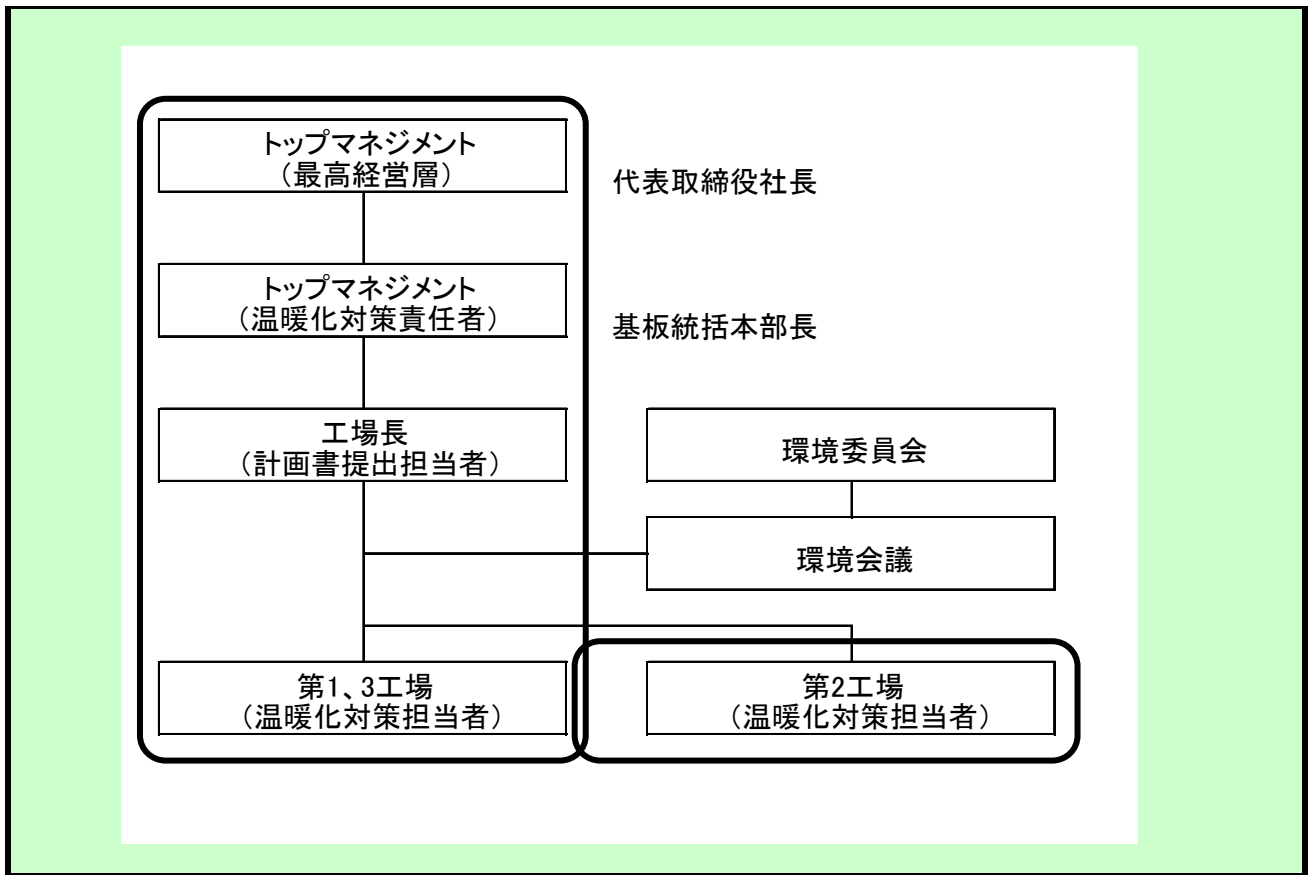 トップマネジメント
（最高経営層）
代表取締役社長
トップマネジメント
（温暖化対策責任者）
基板統括本部長
工場長
（計画書提出担当者）
環境委員会
環境会議
第1、3工場
（温暖化対策担当者）
第2工場
（温暖化対策担当者）